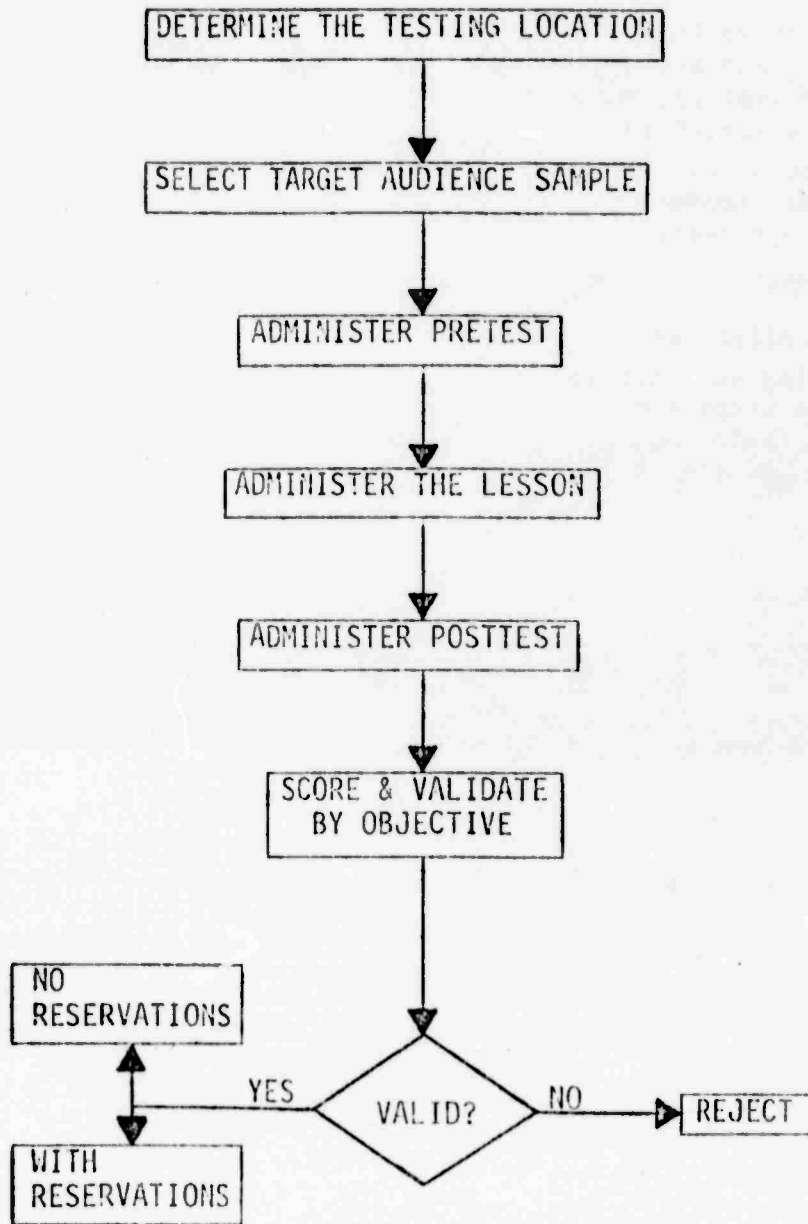 DETERMINE THE TESTING LOCATION
SELECT TARGET AUDIENCE SAMPLE
ADMINISTER PRETEST
ADMINISTER THE LESSON
ADMINISTER POSTTEST
SCORE & VALIDATE
BY OBJECTIVE
NO
RESERVATIONS
YES
VALID?
NO
REJECT
WITH
RESERVATIONS